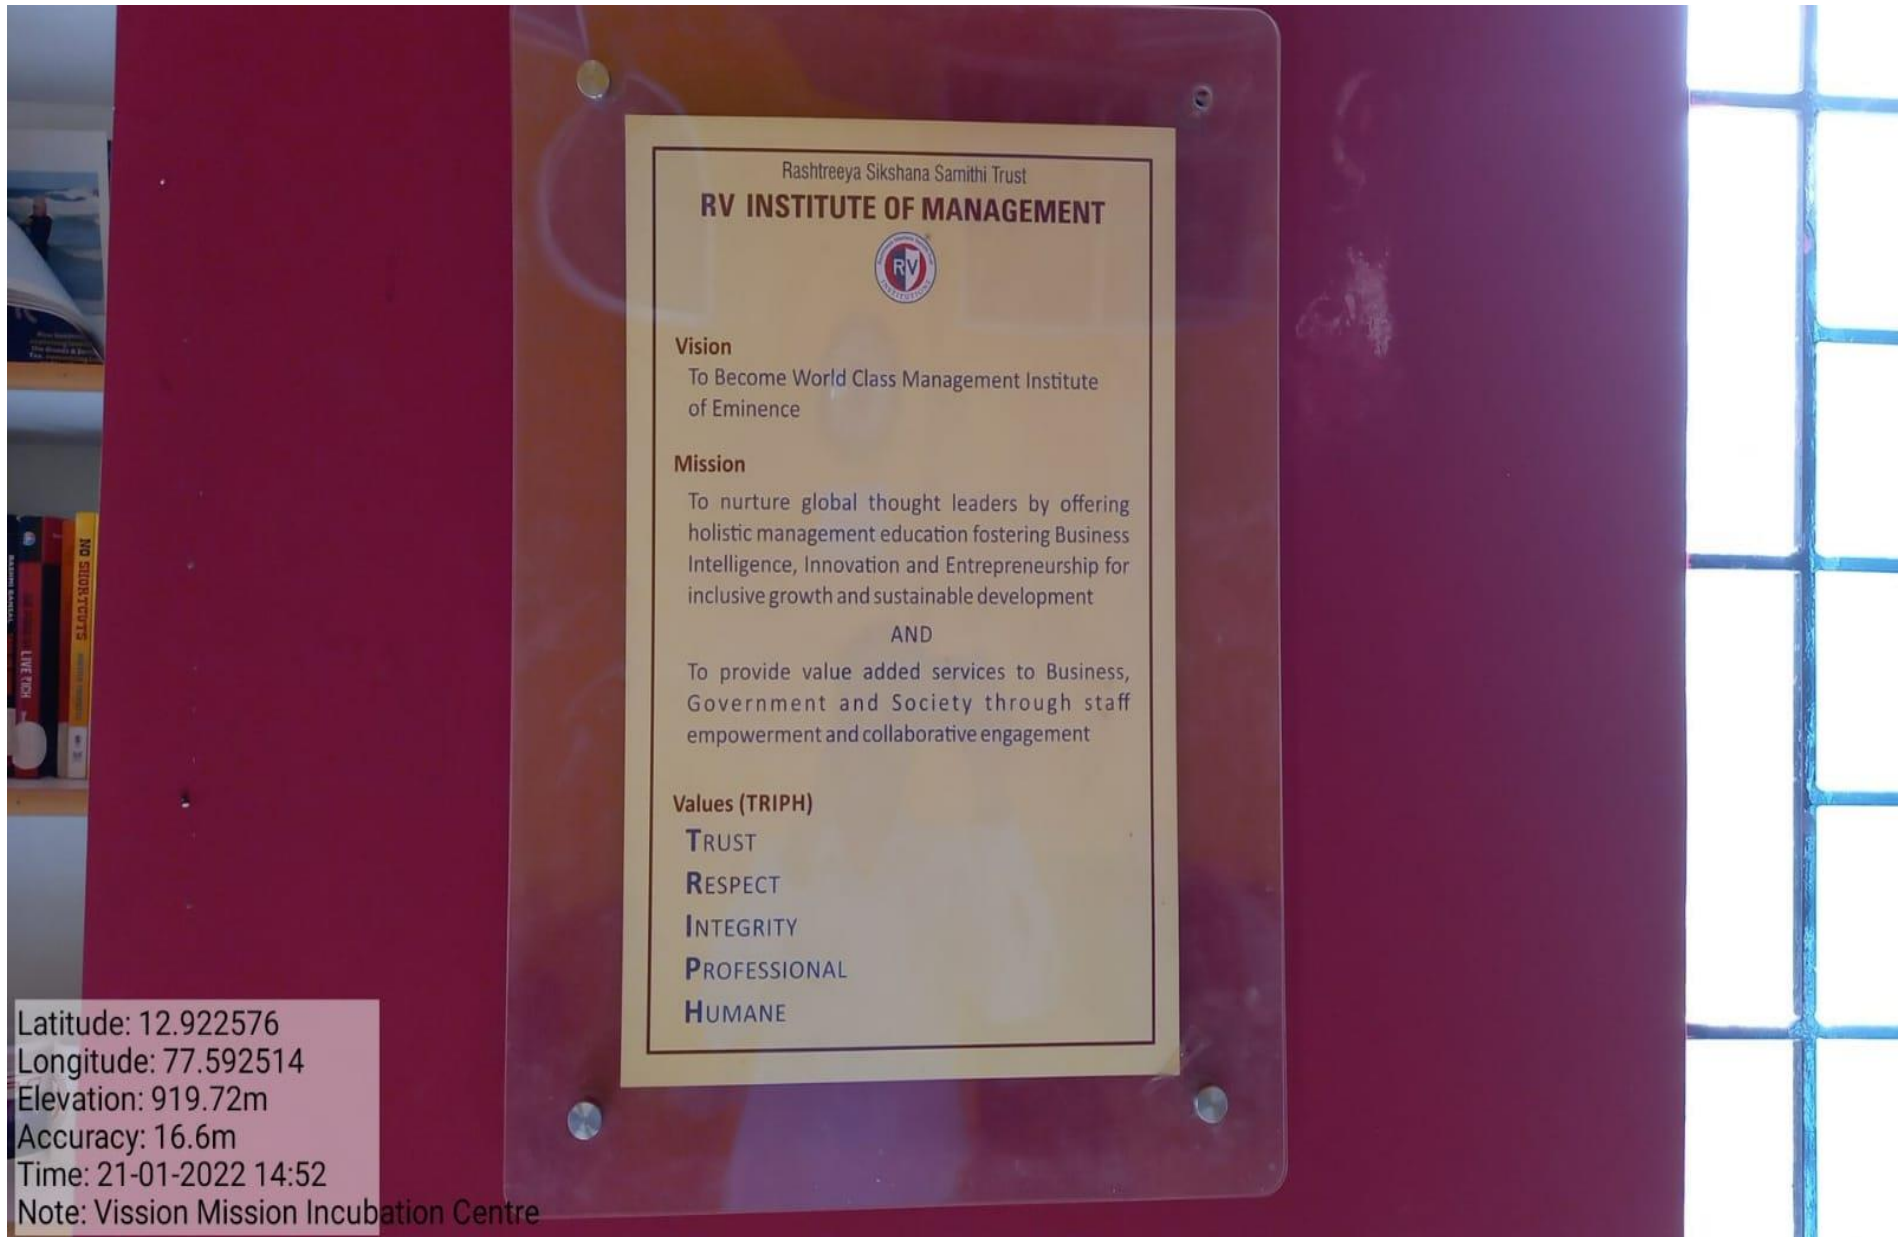 Rashtreeya Sikshana Samithi Trust
RV INSTITUTE OF MANAGEMENT
RV
INSTITUTIONS
Vision
To Become World Class Management Institute
of Eminence
Mission
To nurture global thought leaders by offering
holistic management education fostering Business
Intelligence, Innovation and Entrepreneurship for
inclusive growth and sustainable development
AND
To provide value added services to Business,
Government and Society through staff
empowerment and collaborative engagement
Values (TRIPH)
TRUST
RESPECT
INTEGRITY
PROFESSIONAL
HUMANE
NO SHORTCUTS
LIVE RICH
RASHMI BANSAL
Latitude: 12.922576
Longitude: 77.592514
Elevation: 919.72m
Accuracy: 16.6m
Time: 21-01-2022 14:52
Note: Vission Mission Incubation Centre